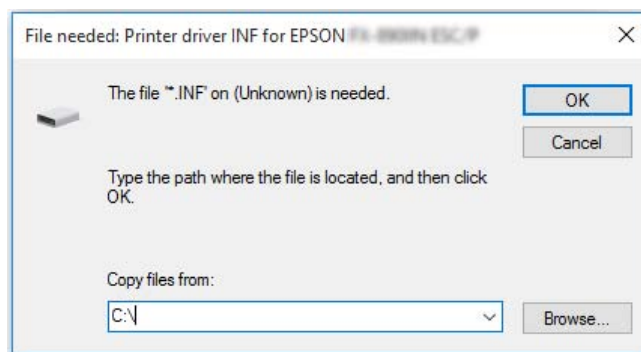 File needed: Printer driver INF for EPSON
The file '*.INF' on (Unknown) is needed.
OK
Cancel
Type the path where the file is located, and then click
OK.
Copy files from:
C:\
Browse...